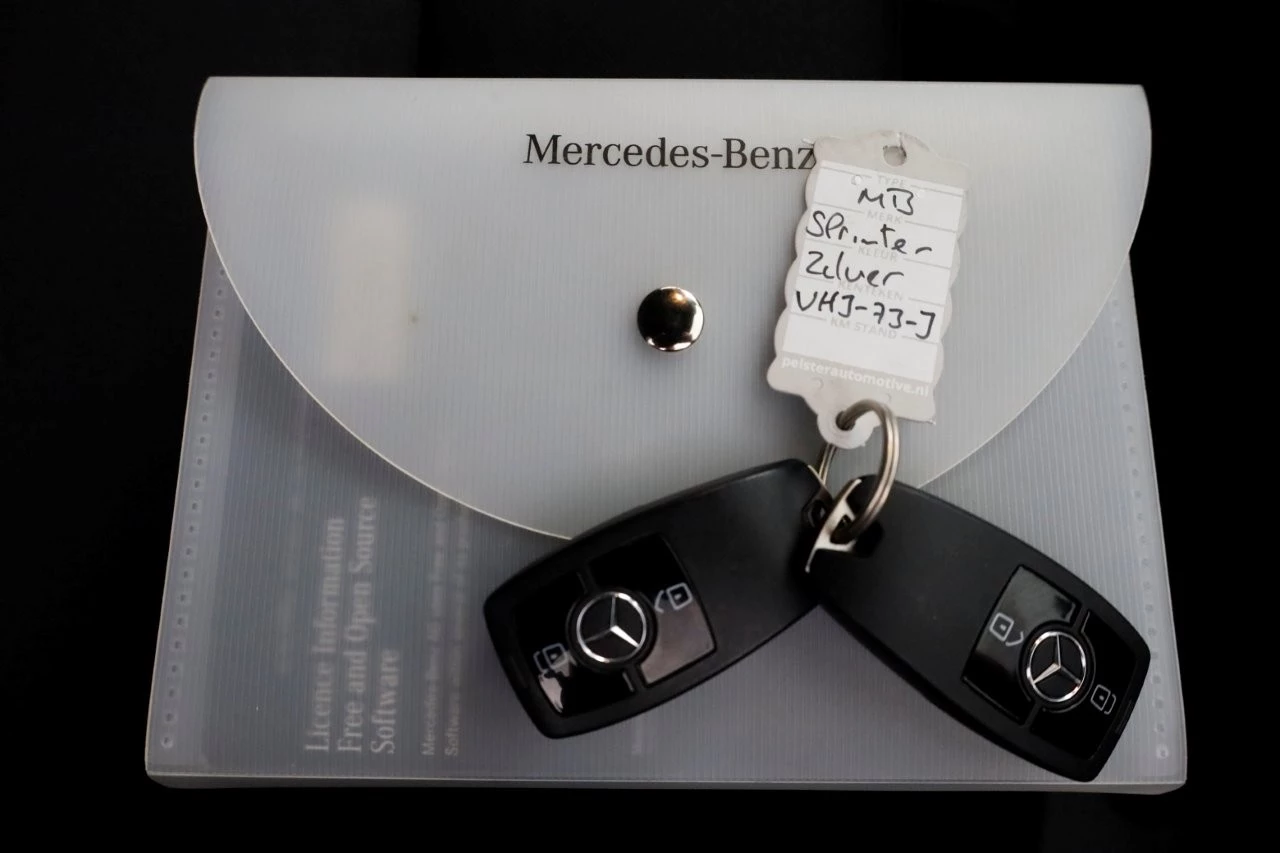 Mercedes-Benz
TYPE
MB
MERK
Sprinter
KLEUR
Zilver
KENTEKEN
VHJ-73-J
KM STAND
pelsterautomotive.nl
Licence Information
Free and Open Source
Software